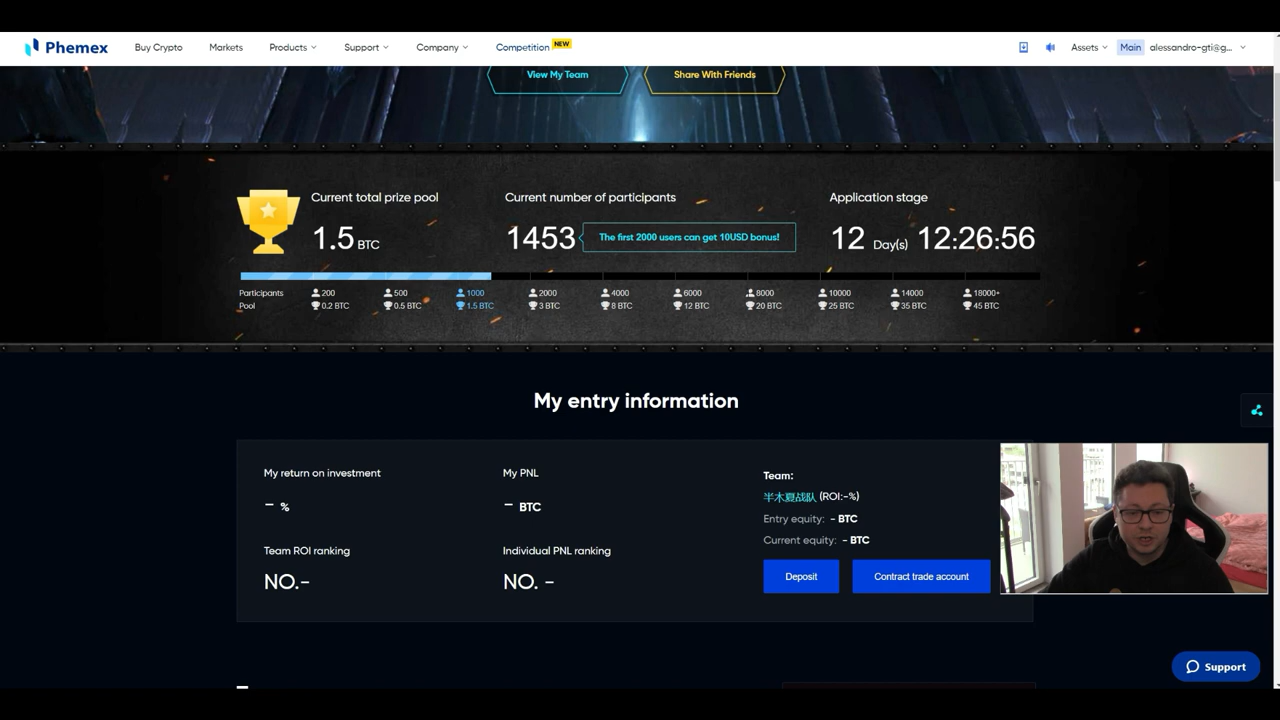 Phemex
Buy Crypto
Markets
Products
Support
Company
Competition NEW
Assets
Main
alessandro-gti@g...
View My Team
Share With Friends
Current total prize pool
1.5 BTC
Current number of participants
1453
The first 2000 users can get 10USD bonus!
Application stage
12 Day(s) 12:26:56
Participants 200 500 1000 2000 4000 6000 8000 10000 14000 18000+
Pool 0.2 BTC 0.5 BTC 1.5 BTC 3 BTC 8 BTC 12 BTC 20 BTC 25 BTC 35 BTC 45 BTC
My entry information
My return on investment
- %
My PNL
- BTC
Team ROI ranking
NO.-
Individual PNL ranking
NO. -
Team:
半木夏战队 (ROI:-%)
Entry equity: - BTC
Current equity: - BTC
Deposit
Contract trade account
Support